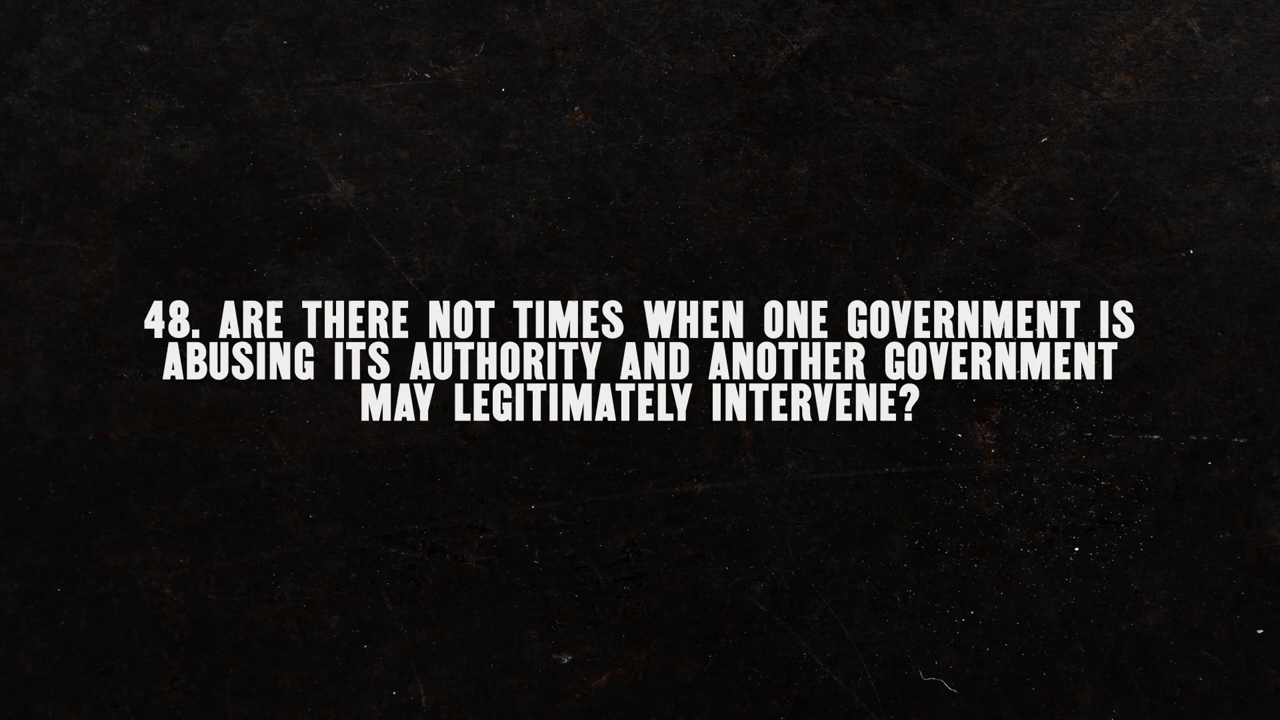 48. ARE THERE NOT TIMES WHEN ONE GOVERNMENT IS
ABUSING ITS AUTHORITY AND ANOTHER GOVERNMENT
MAY LEGITIMATELY INTERVENE?